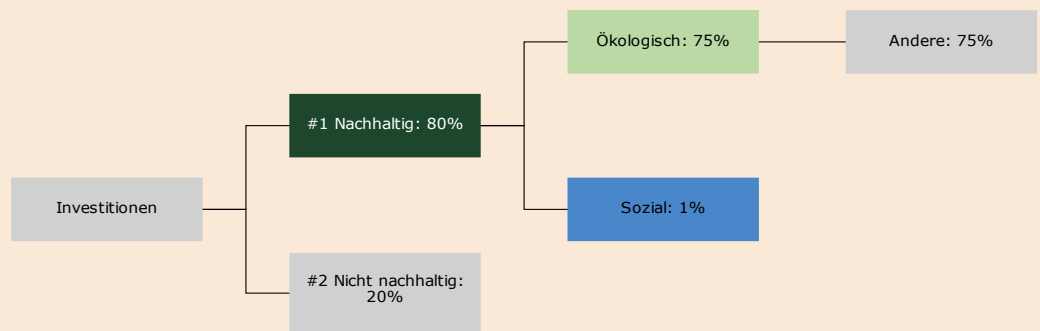 Ökologisch: 75%
Andere: 75%
#1 Nachhaltig: 80%
Investitionen
Sozial: 1%
#2 Nicht nachhaltig:
20%